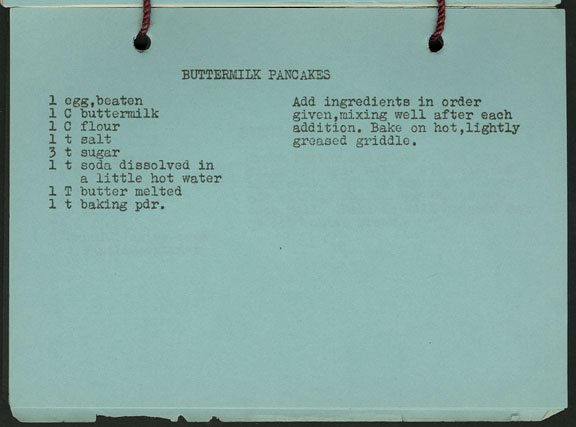 BUTTERMILK PANCAKES
1 egg,beaten
1 C buttermilk
1 C flour
1 t salt
3 t sugar
1 t soda dissolved in
a little hot water
1 T butter melted
1 t baking pdr.
Add ingredients in order
given,mixing well after each
addition. Bake on hot,lightly
greased griddle.